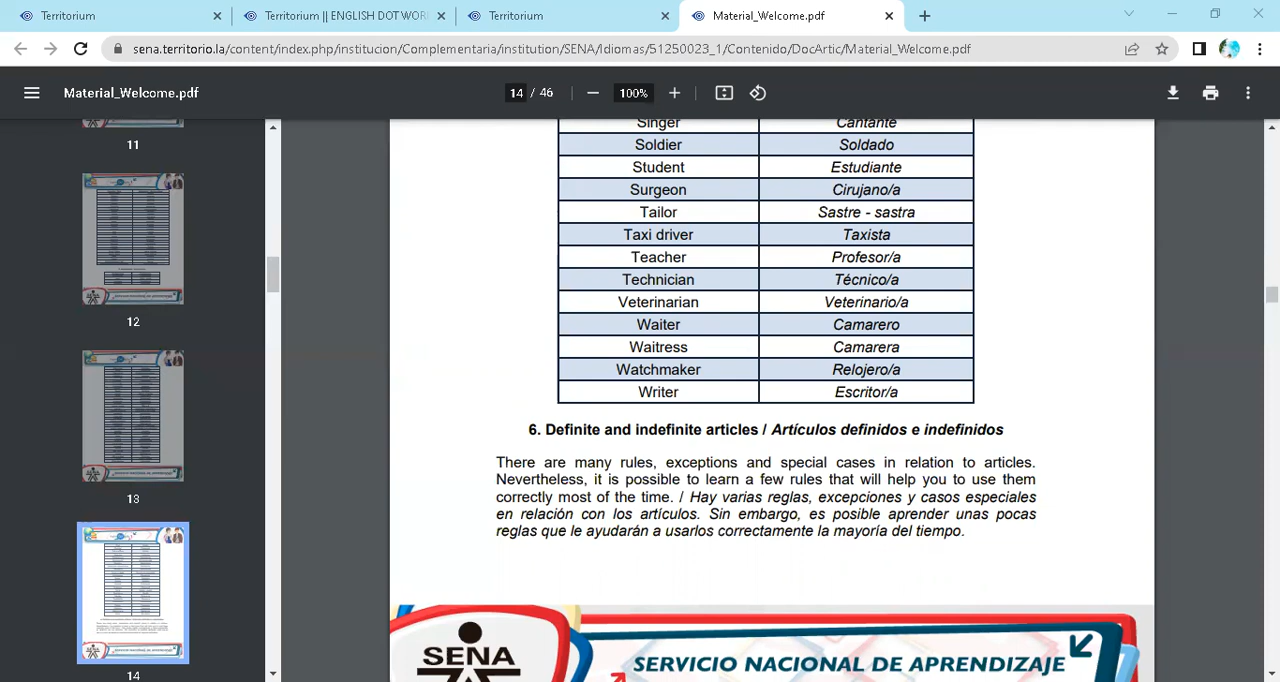 Territorium
Territorium || ENGLISH DOT WOR
Territorium
Material_Welcome.pdf
sena.territorio.la/content/index.php/institucion/Complementaria/institution/SENA/Idiomas/51250023_1/Contenido/DocArtic/Material_Welcome.pdf
Material_Welcome.pdf
14 / 46
100%
11
12
13
14
Singer Cantante
Soldier Soldado
Student Estudiante
Surgeon Cirujano/a
Tailor Sastre - sastra
Taxi driver Taxista
Teacher Profesor/a
Technician Técnico/a
Veterinarian Veterinario/a
Waiter Camarero
Waitress Camarera
Watchmaker Relojero/a
Writer Escritor/a
6. Definite and indefinite articles / Artículos definidos e indefinidos
There are many rules, exceptions and special cases in relation to articles.
Nevertheless, it is possible to learn a few rules that will help you to use them
correctly most of the time. / Hay varias reglas, excepciones y casos especiales
en relación con los artículos. Sin embargo, es posible aprender unas pocas
reglas que le ayudarán a usarlos correctamente la mayoría del tiempo.
SENA
SERVICIO NACIONAL DE APRENDIZAJE